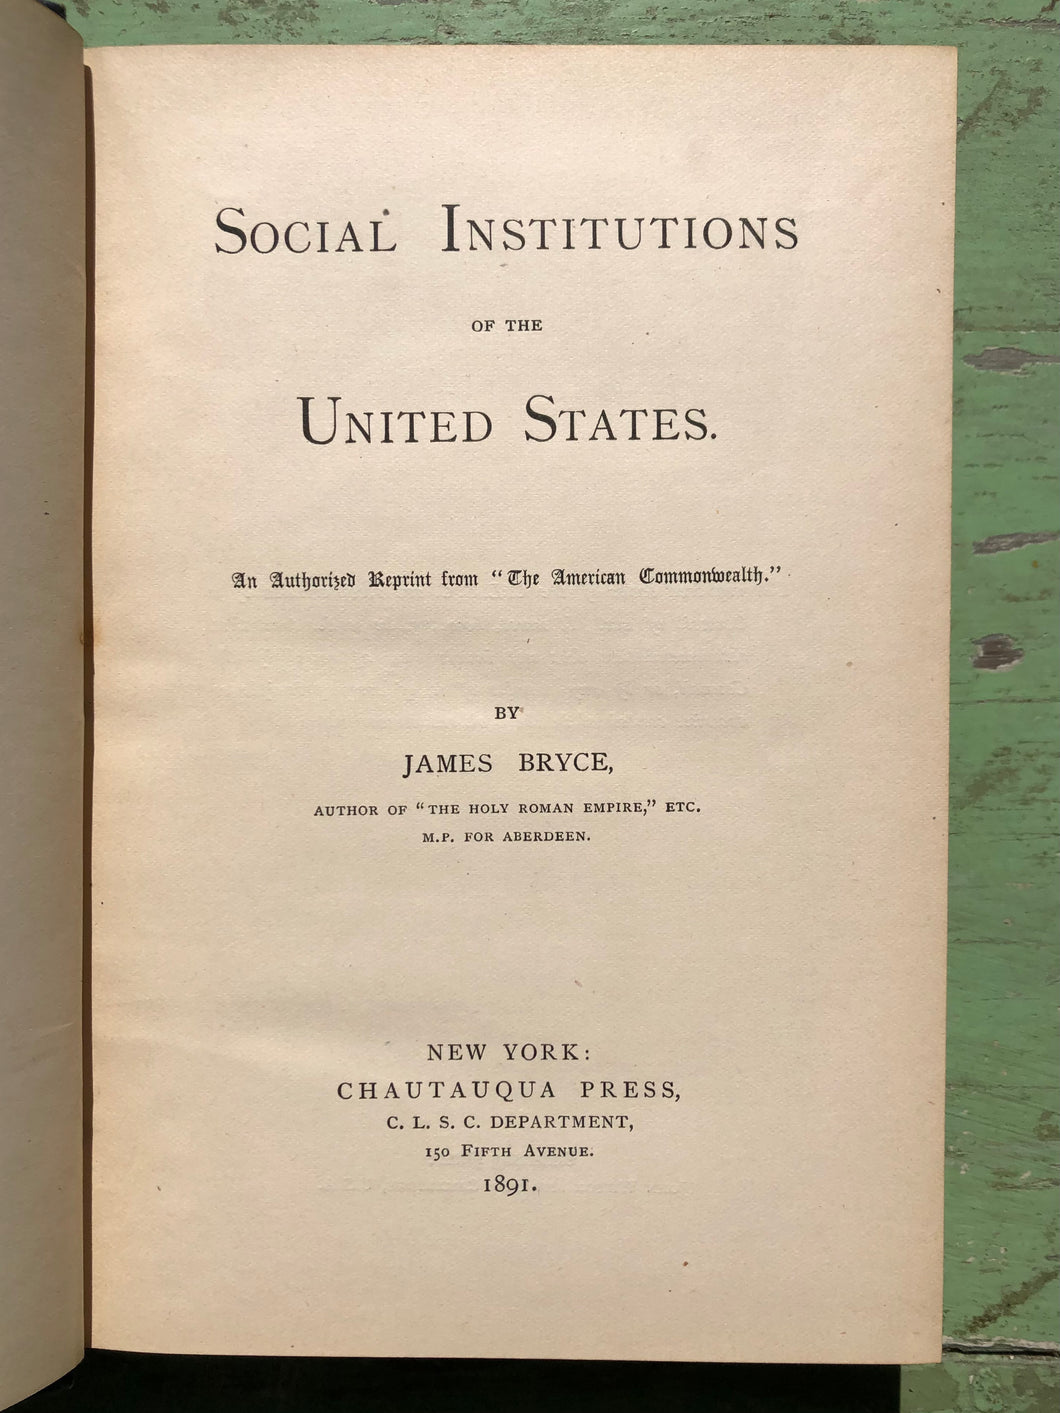 SOCIAL INSTITUTIONS
OF THE
UNITED STATES.
An Authorized Reprint from "The American Commonwealth."
BY
JAMES BRYCE,
AUTHOR OF "THE HOLY ROMAN EMPIRE," ETC.
M.P. FOR ABERDEEN.
NEW YORK:
CHAUTAUQUA PRESS,
C. L. S. C. DEPARTMENT,
150 FIFTH AVENUE.
1891.